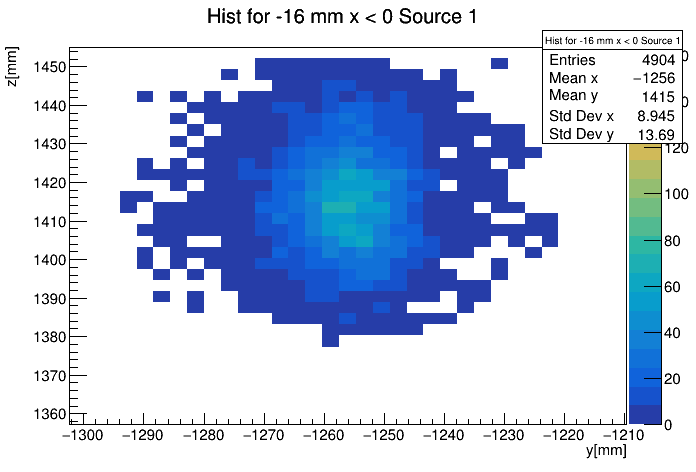 Hist for -16 mm x < 0 Source 1
Hist for -16 mm x < 0 Source 1
Entries 4904
Mean x −1256
Mean y 1415
Std Dev x 8.945
Std Dev y 13.69
z[mm]
1450
1440
1430
1420
1410
1400
1390
1380
1370
1360
120
100
80
60
40
20
0
−1300 −1290 −1280 −1270 −1260 −1250 −1240 −1230 −1220 −1210
y[mm]